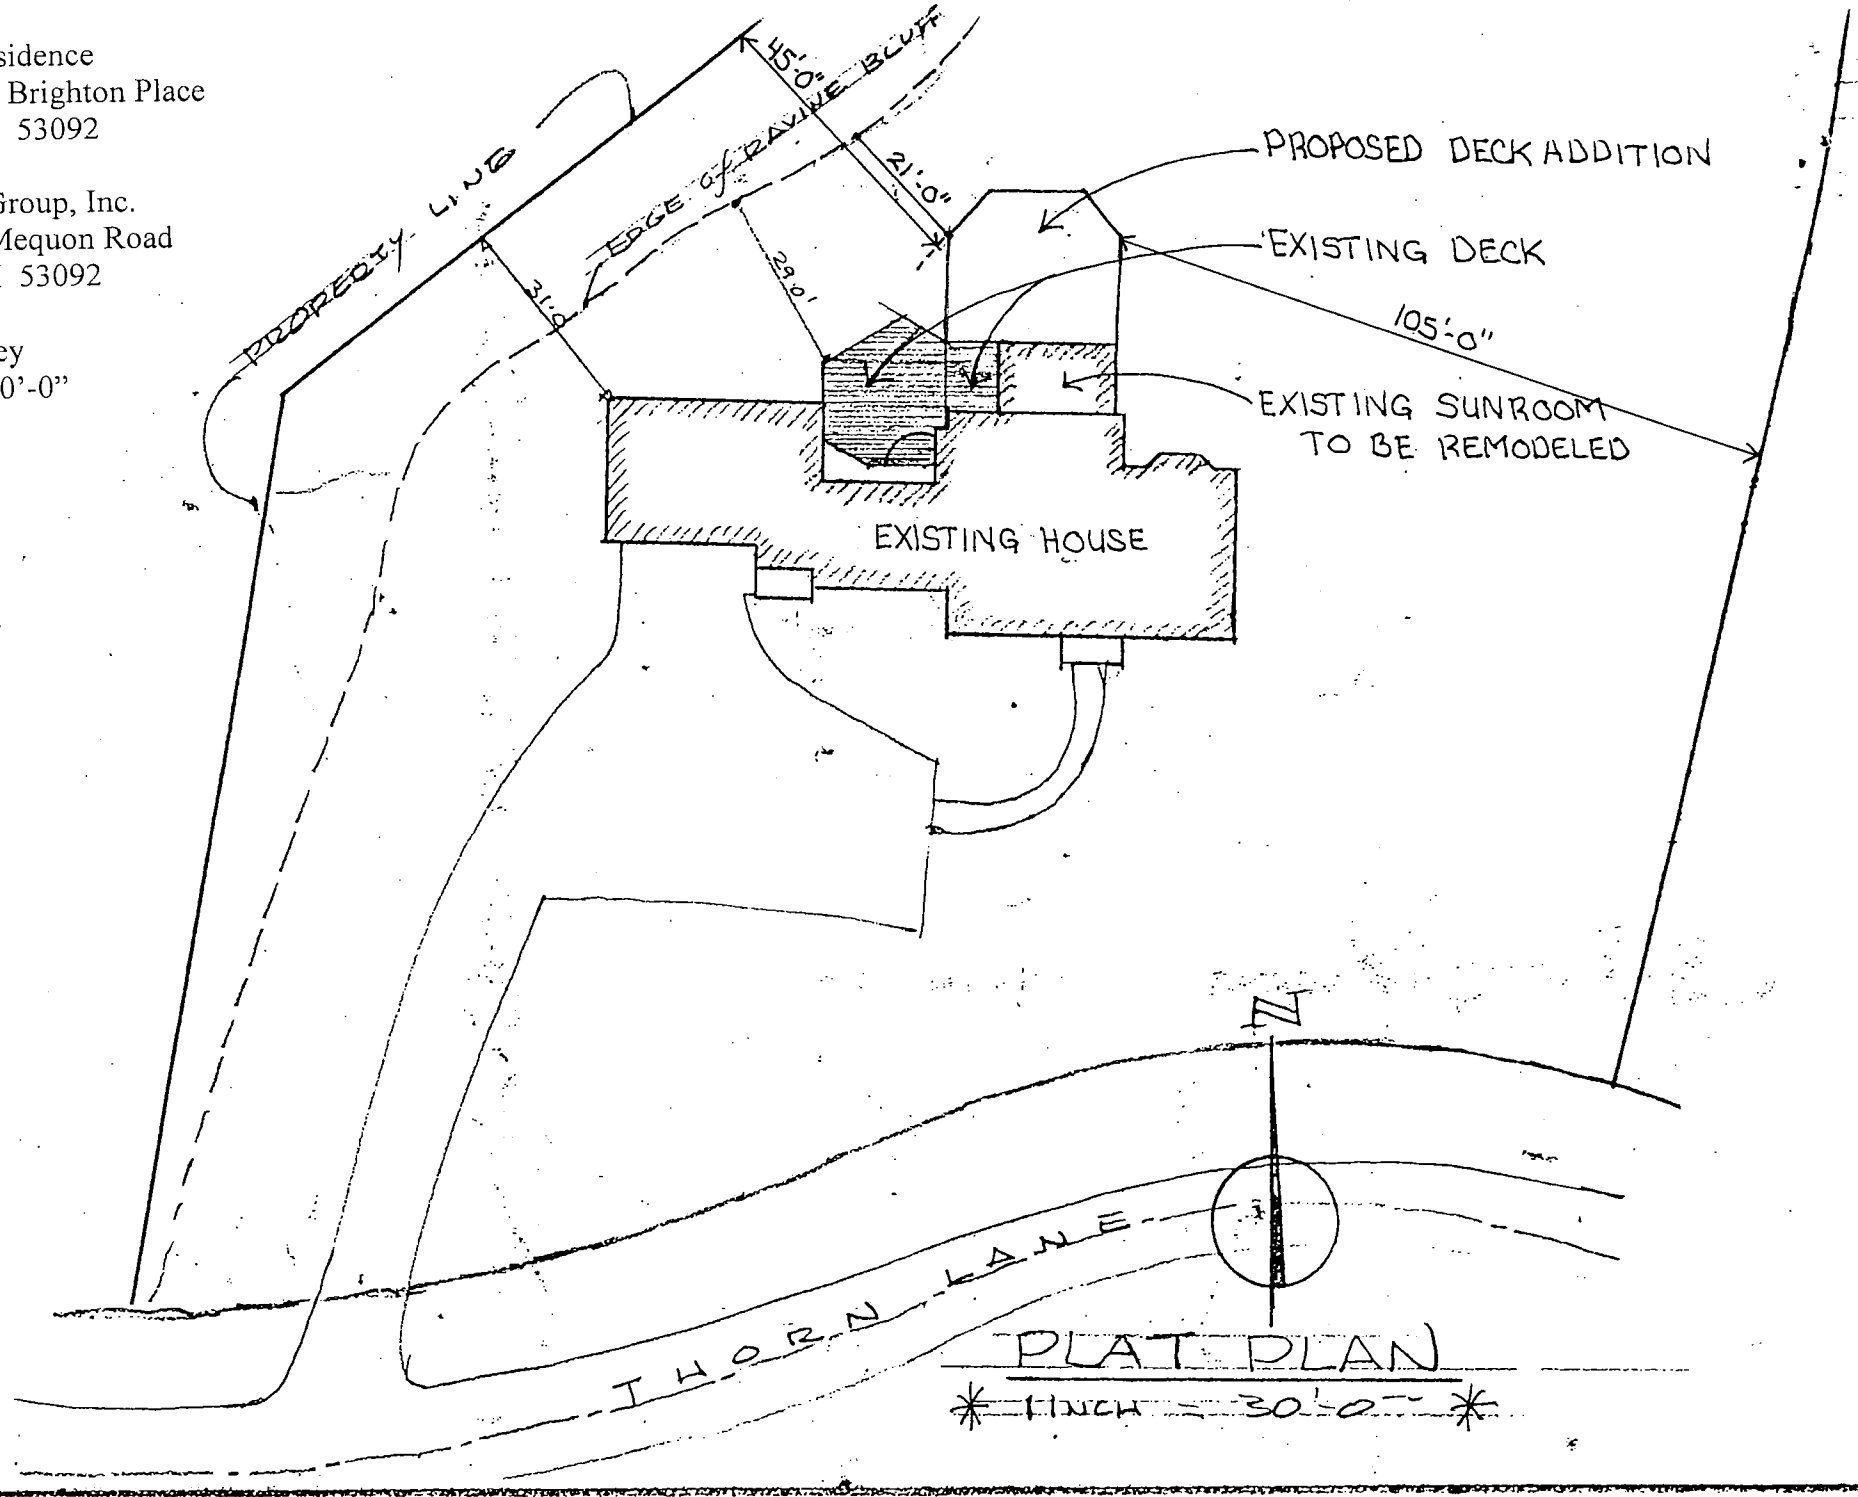 sidence
Brighton Place
53092
Group, Inc.
Mequon Road
53092
ey
0'-0"
PROPERTY LINE
EDGE of RAVINE BLUFF
45'-0"
21'-0"
31'-0
29'-0'
PROPOSED DECK ADDITION
EXISTING DECK
105'-0"
EXISTING SUNROOM
TO BE REMODELED
EXISTING HOUSE
N
THORN LANE
PLAT PLAN
* 1 INCH = 30'-0" *